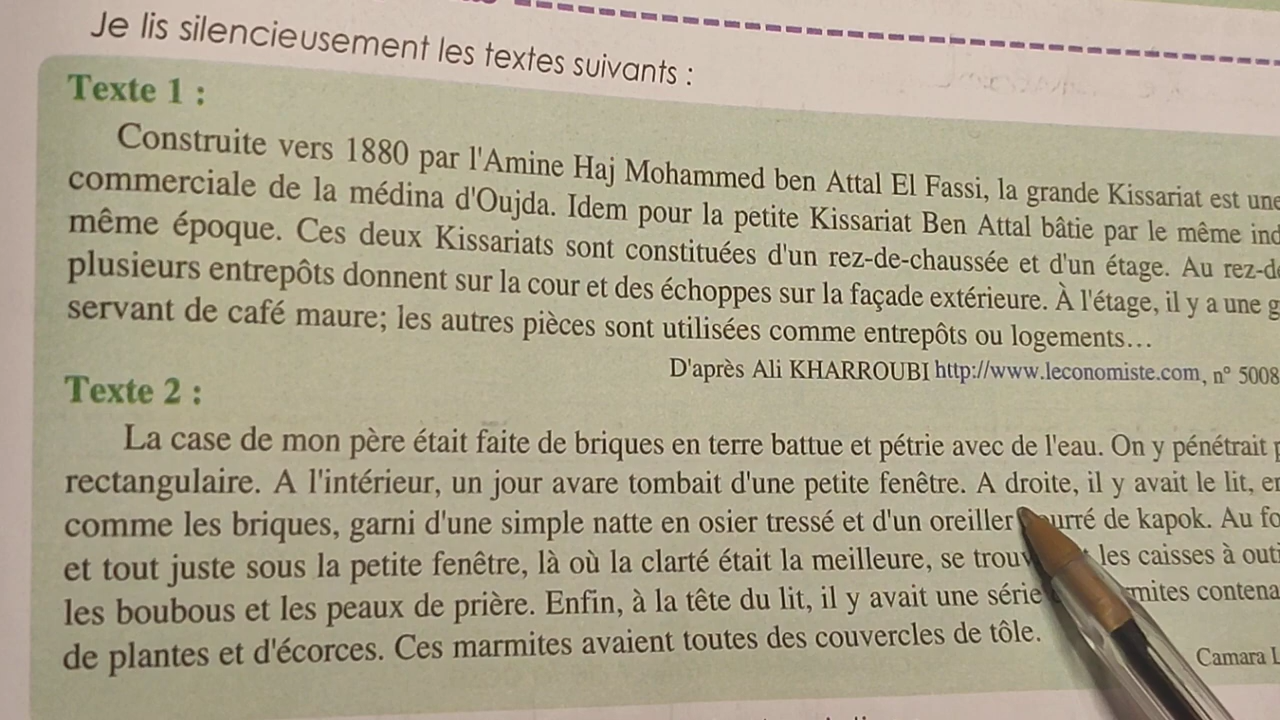 Je lis silencieusement les textes suivants :
Texte 1 :
Construite vers 1880 par l'Amine Haj Mohammed ben Attal El Fassi, la grande Kissariat est une
commerciale de la médina d'Oujda. Idem pour la petite Kissariat Ben Attal bâtie par le même
même époque. Ces deux Kissariats sont constituées d'un rez-de-chaussée et d'un étage. Au
plusieurs entrepôts donnent sur la cour et des échoppes sur la façade extérieure. À l'étage, il y a une
servant de café maure; les autres pièces sont utilisées comme entrepôts ou logements...
D'après Ali KHARROUBI http://www.leconomiste.com, n° 5008
Texte 2 :
La case de mon père était faite de briques en terre battue et pétrie avec de l'eau. On y pénétrait
rectangulaire. A l'intérieur, un jour avare tombait d'une petite fenêtre. A droite, il y avait le lit,
comme les briques, garni d'une simple natte en osier tressé et d'un oreiller de kapok. Au
et tout juste sous la petite fenêtre, là où la clarté était la meilleure, se les caisses à
les boubous et les peaux de prière. Enfin, à la tête du lit, il y avait une série
de plantes et d'écorces. Ces marmites avaient toutes des couvercles de tôle.
Camara